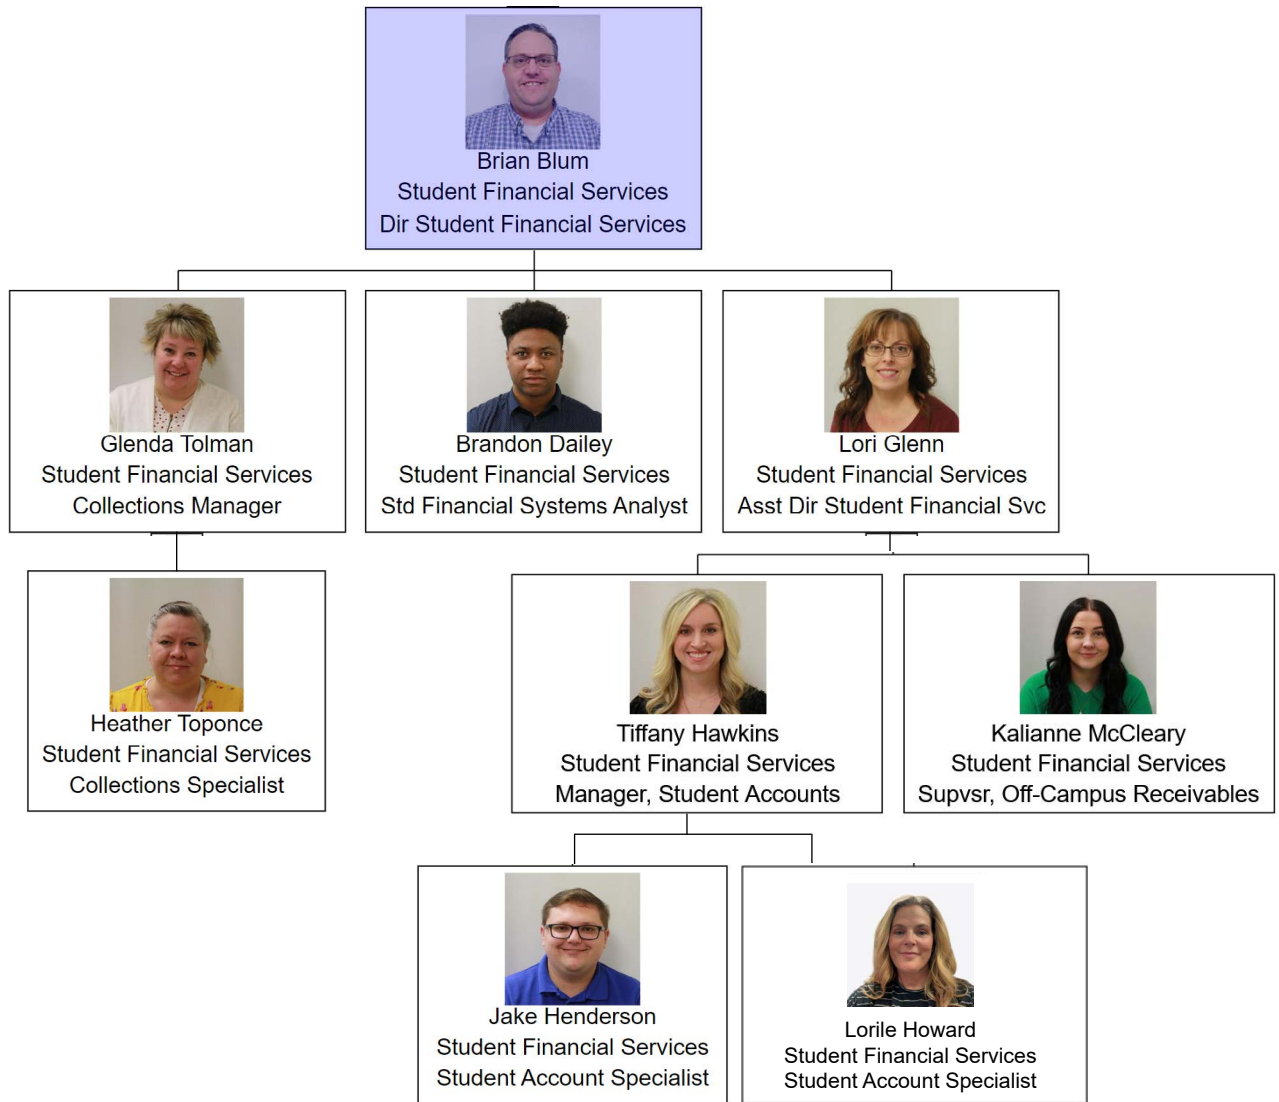 Brian Blum
Student Financial Services
Dir Student Financial Services
Glenda Tolman
Student Financial Services
Collections Manager
Brandon Dailey
Student Financial Services
Std Financial Systems Analyst
Lori Glenn
Student Financial Services
Asst Dir Student Financial Svc
Heather Toponce
Student Financial Services
Collections Specialist
Tiffany Hawkins
Student Financial Services
Manager, Student Accounts
Kalianne McCleary
Student Financial Services
Supvsr, Off-Campus Receivables
Jake Henderson
Student Financial Services
Student Account Specialist
Lorile Howard
Student Financial Services
Student Account Specialist